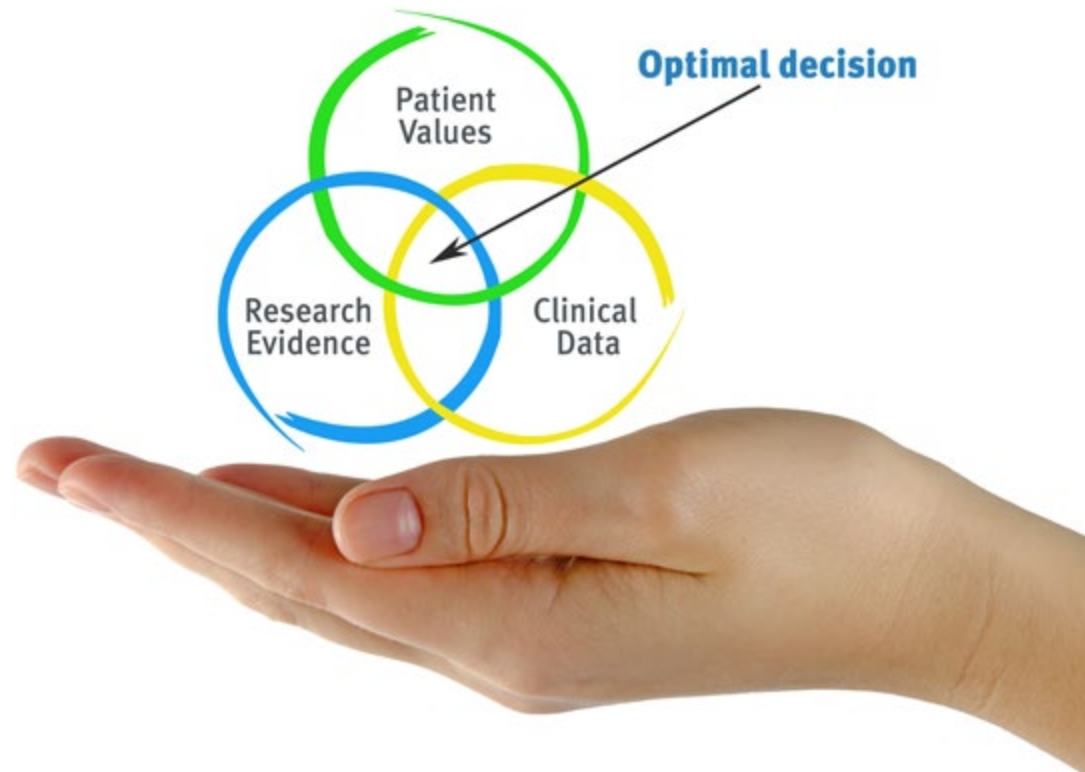 Optimal decision
Patient
Values
Research
Evidence
Clinical
Data